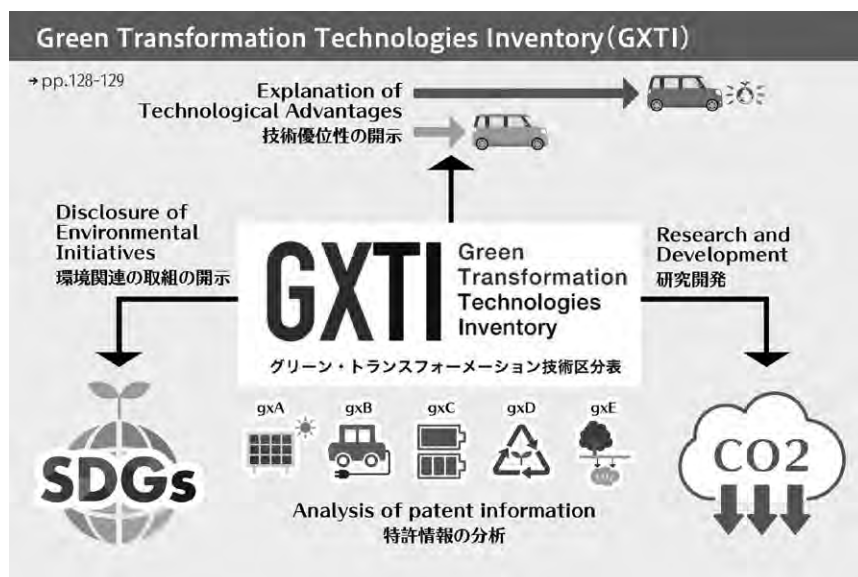 Green Transformation Technologies Inventory(GXTI)
→pp.128-129
Explanation of
Technological Advantages
技術優位性の開示
Disclosure of
Environmental
Initiatives
環境関連の取組の開示
GXTI
Green
Transformation
Technologies
Inventory
グリーン・トランスフォーメーション技術区分表
Research and
Development
研究開発
gxA gxB gxC gxD gxE
SDGs
CO2
Analysis of patent information
特許情報の分析